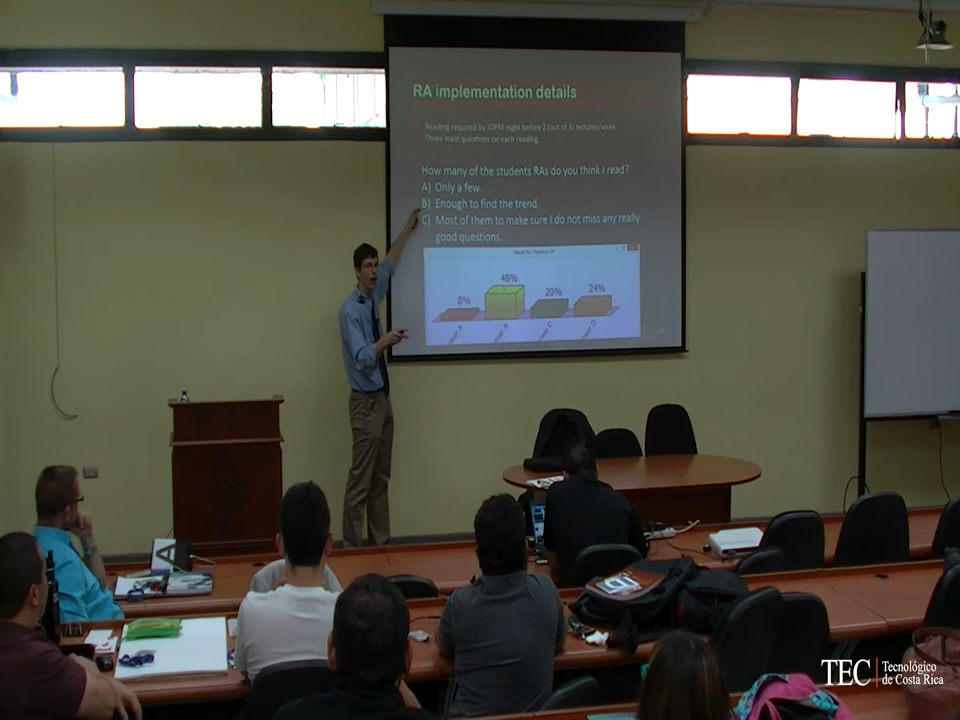 RA implementation details
Reading required by 10PM night before 2 (out of 3) lectures/week
Three main questions on each reading.
How many of the students RAs do you think I read?
A) Only a few.
B) Enough to find the trend.
C) Most of them to make sure I do not miss any really
good questions.
8%
48%
20%
24%
A
TEC
Tecnológico
de Costa Rica